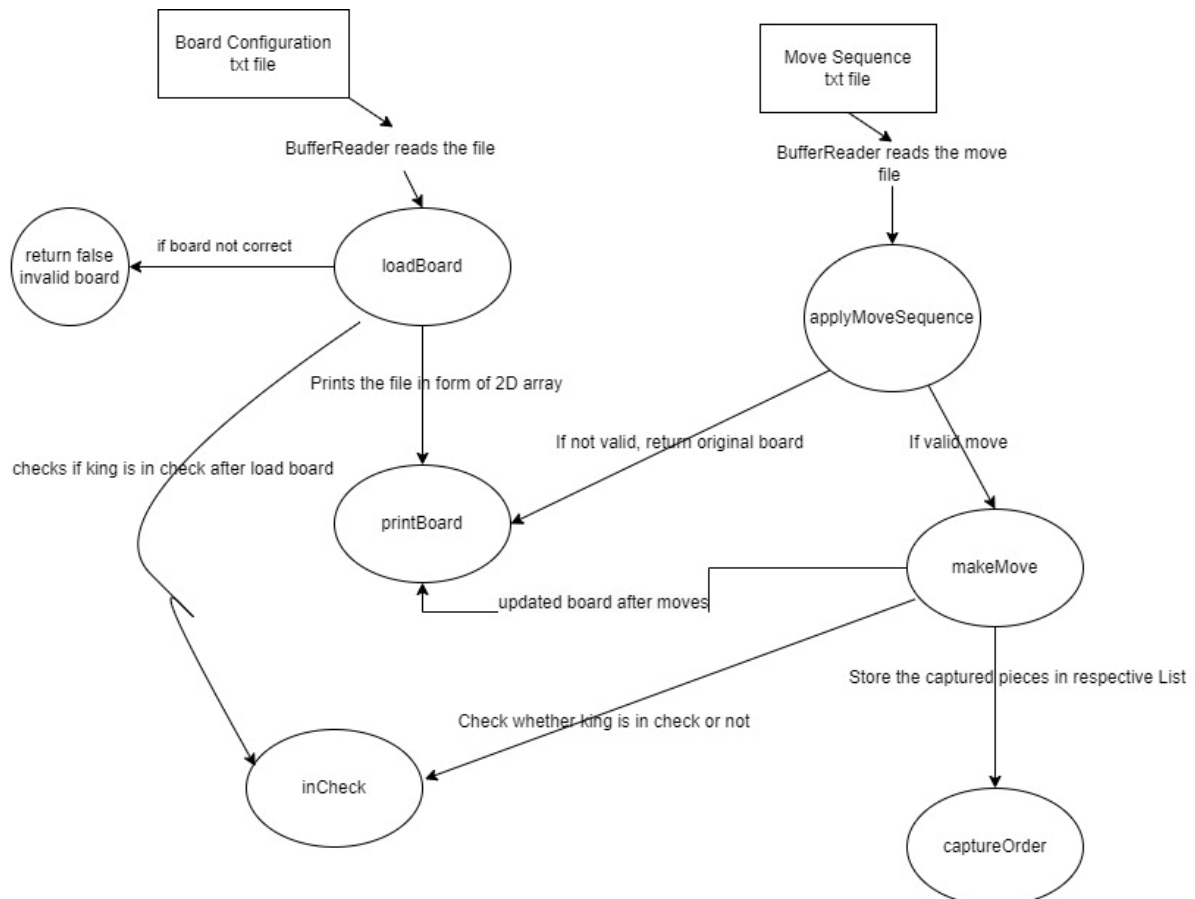 Board Configuration
txt file
Move Sequence
txt file
BufferReader reads the file
BufferReader reads the move
file
return false
invalid board
if board not correct
loadBoard
applyMoveSequence
Prints the file in form of 2D array
If not valid, return original board
If valid move
checks if king is in check after load board
printBoard
makeMove
updated board after moves
Store the captured pieces in respective List
Check whether king is in check or not
inCheck
captureOrder